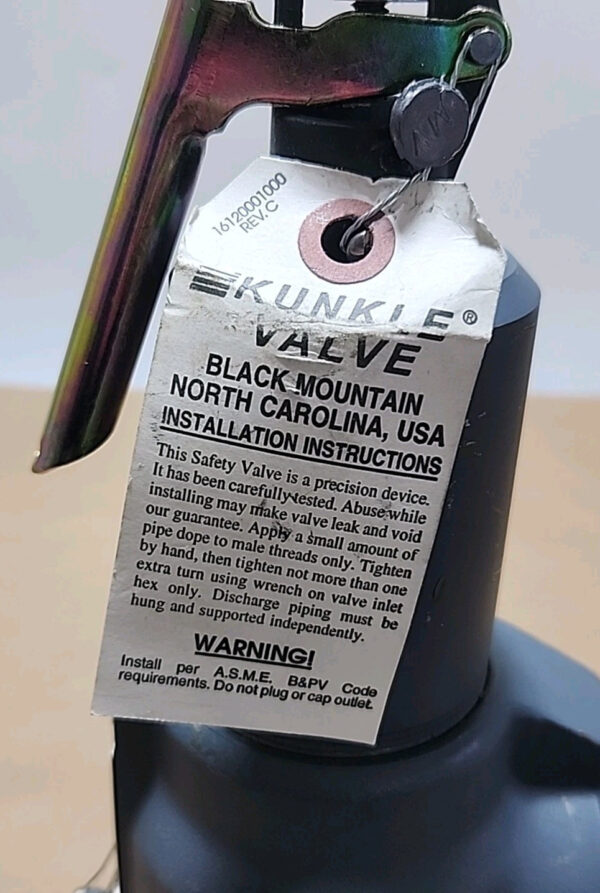 16120001000
REV.C
KUNKLE®
VALVE
BLACK MOUNTAIN
NORTH CAROLINA, USA
INSTALLATION INSTRUCTIONS
This Safety Valve is a precision device.
It has been carefully tested. Abuse while
installing may make valve leak and void
our guarantee. Apply a small amount of
pipe dope to male threads only. Tighten
by hand, then tighten not more than one
extra turn using wrench on valve inlet
hex only. Discharge piping must be
hung and supported independently.
WARNING!
Install per A.S.M.E. B&PV Code
requirements. Do not plug or cap outlet.